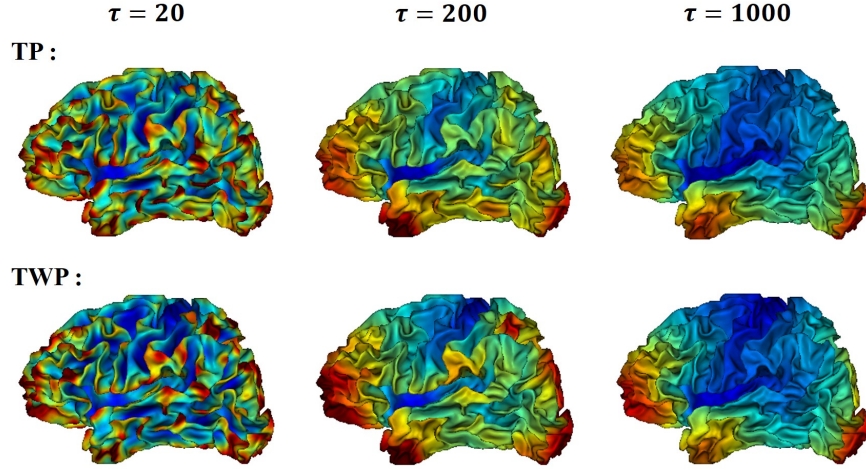 τ = 20 τ = 200 τ = 1000
TP :
TWP :